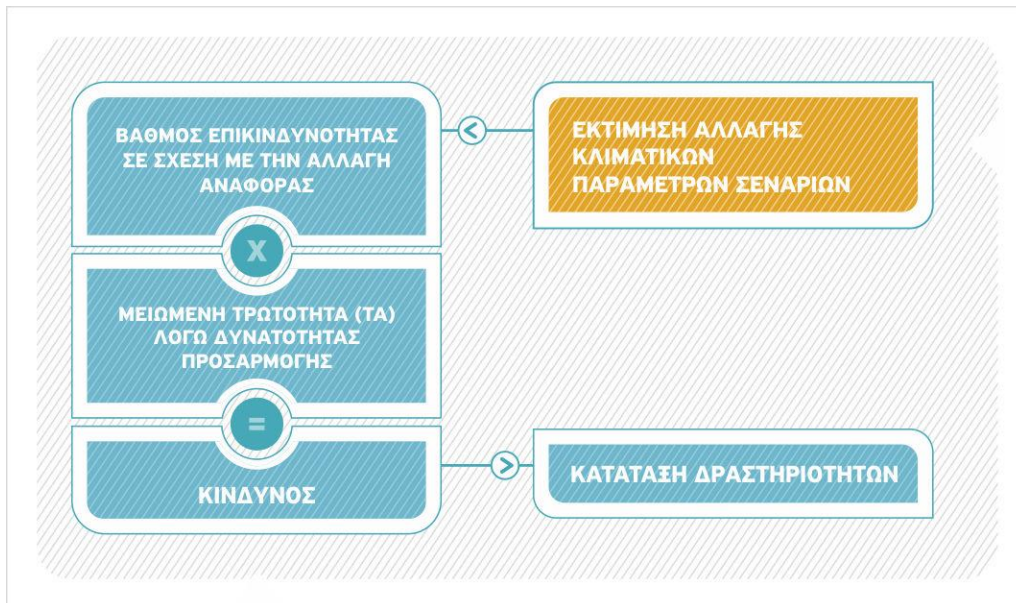 ΒΑΘΜΟΣ ΕΠΙΚΙΝΔΥΝΟΤΗΤΑΣ
ΣΕ ΣΧΕΣΗ ΜΕ ΤΗΝ ΑΛΛΑΓΗ
ΑΝΑΦΟΡΑΣ
<
ΕΚΤΙΜΗΣΗ ΑΛΛΑΓΗΣ
ΚΛΙΜΑΤΙΚΩΝ
ΠΑΡΑΜΕΤΡΩΝ ΣΕΝΑΡΙΩΝ
X
ΜΕΙΩΜΕΝΗ ΤΡΩΤΟΤΗΤΑ (ΤΑ)
ΛΟΓΩ ΔΥΝΑΤΟΤΗΤΑΣ
ΠΡΟΣΑΡΜΟΓΗΣ
=
ΚΙΝΔΥΝΟΣ
>
ΚΑΤΑΤΑΞΗ ΔΡΑΣΤΗΡΙΟΤΗΤΩΝ